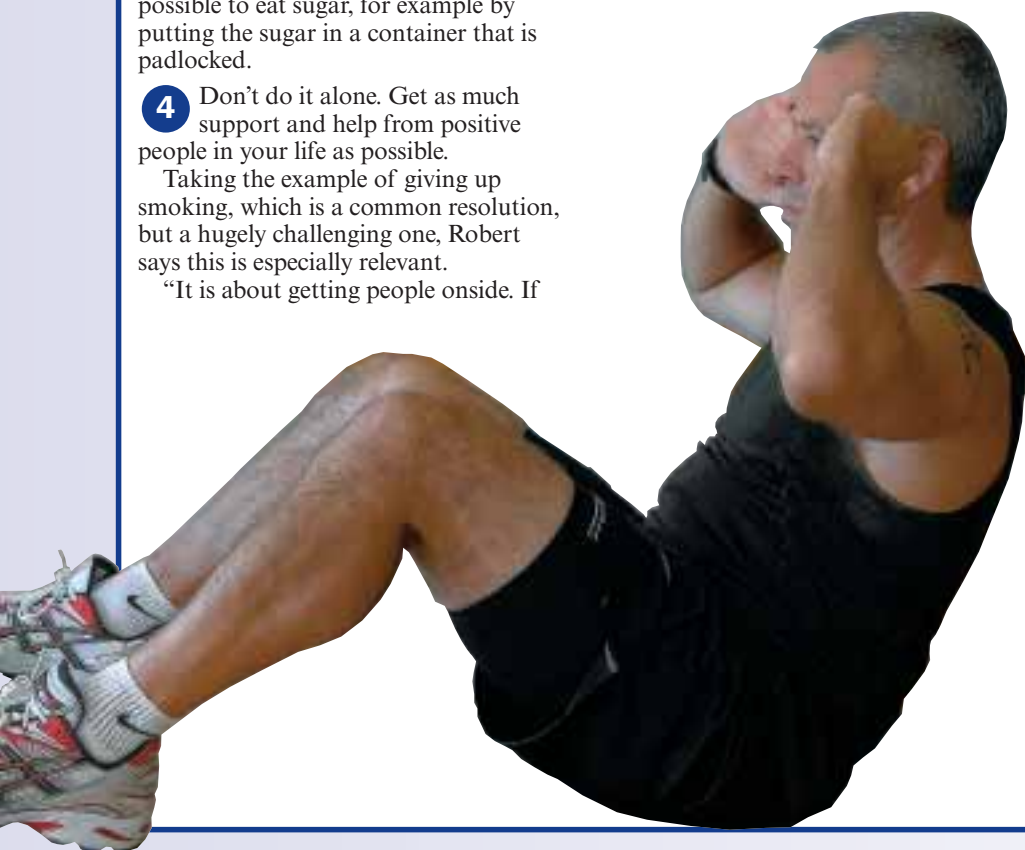 possible to eat sugar, for example by
putting the sugar in a container that is
padlocked.
4 Don’t do it alone. Get as much
support and help from positive
people in your life as possible.
Taking the example of giving up
smoking, which is a common resolution,
but a hugely challenging one, Robert
says this is especially relevant.
“It is about getting people onside. If